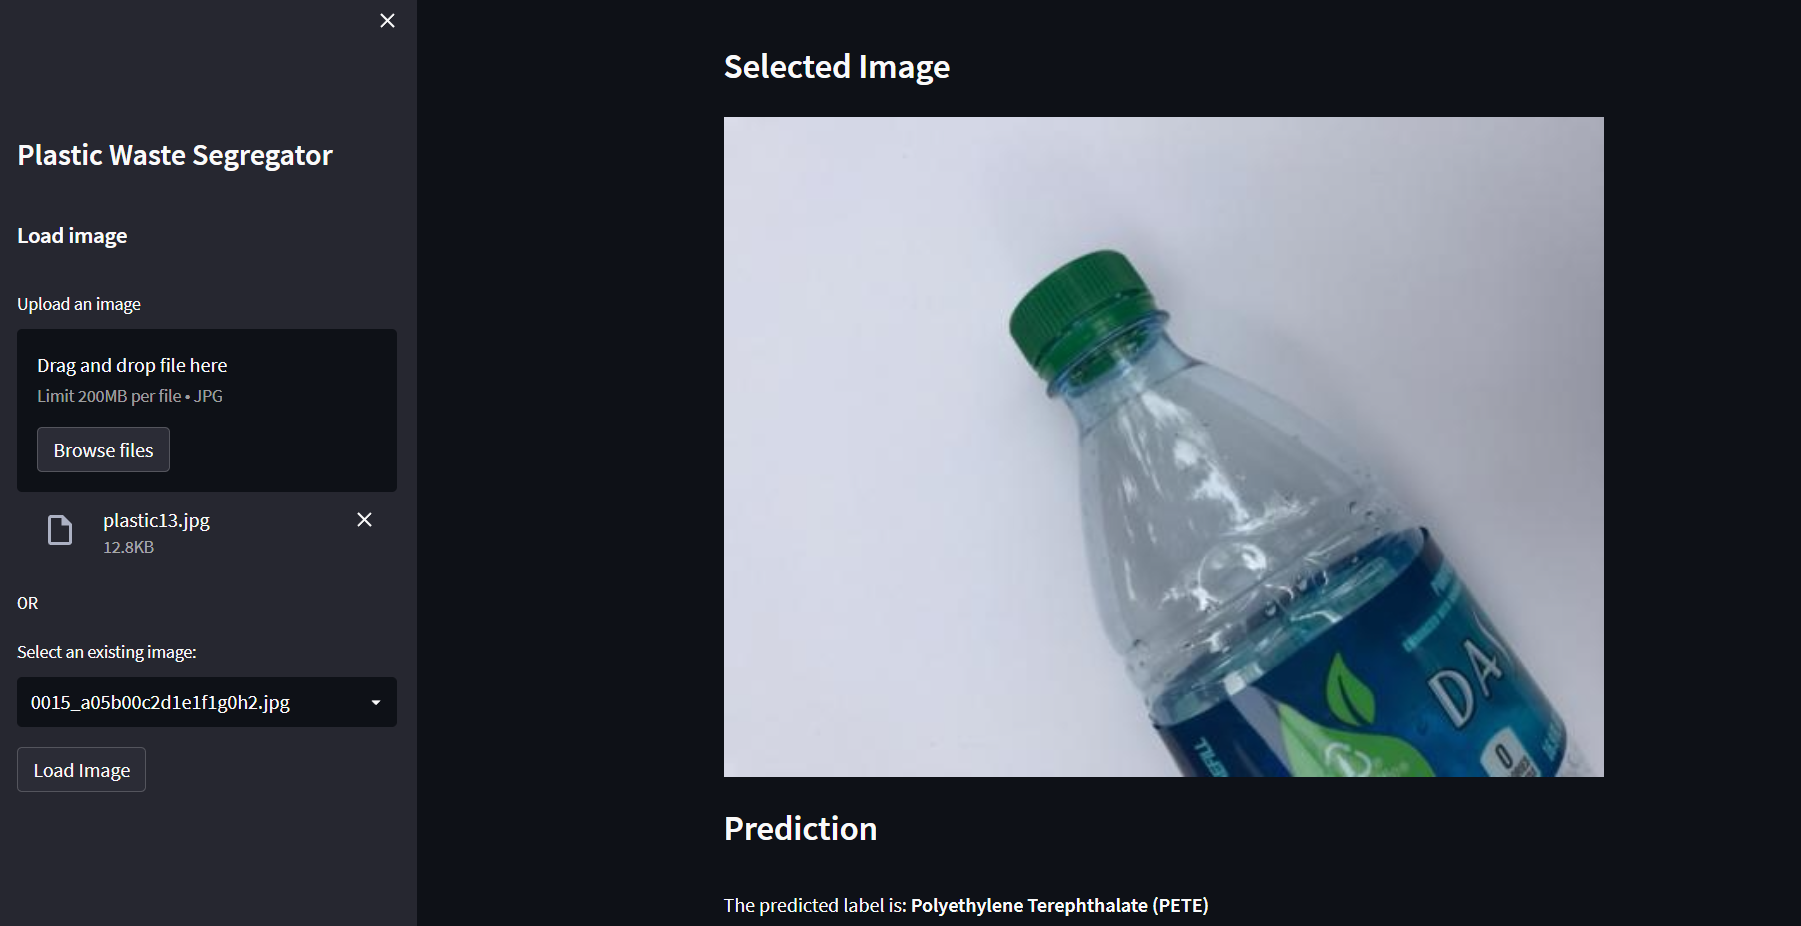 Plastic Waste Segregator
Load image
Upload an image
Drag and drop file here
Limit 200MB per file • JPG
Browse files
plastic13.jpg
12.8KB
OR
Select an existing image:
0015_a05b00c2d1e1f1g0h2.jpg
Load Image
Selected Image
DA
0
REFILL
Prediction
The predicted label is: Polyethylene Terephthalate (PETE)